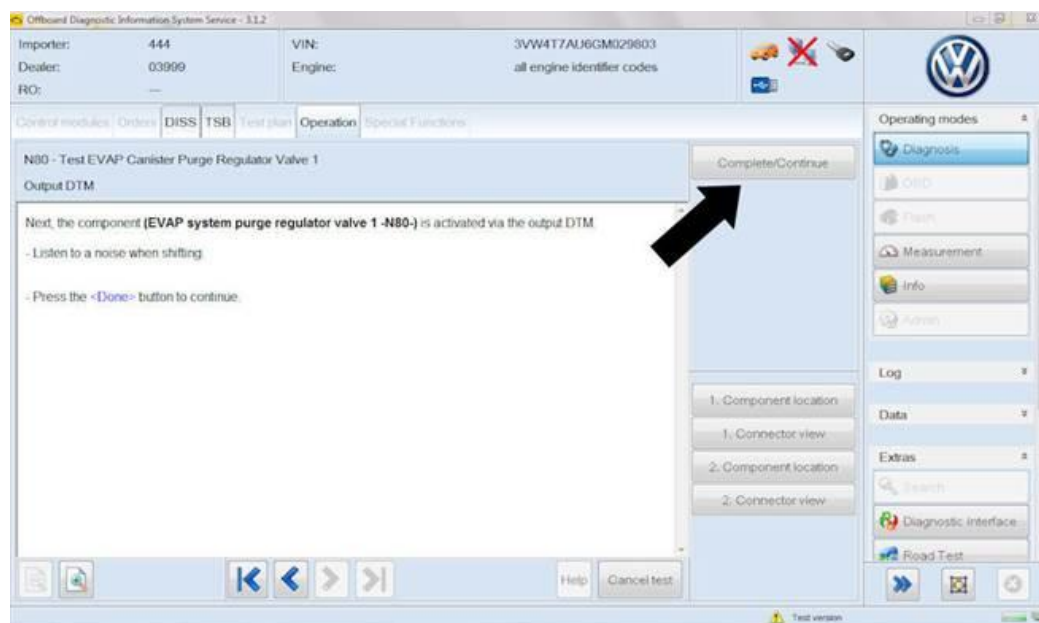 Offboard Diagnostic Information System Service - 3.1.2
Importer: 444 VIN: 3VW4T7AU6GM029803
Dealer: 03999 Engine: all engine identifier codes
RO: ---
Control modules Orders DISS TSB Test plan Operation Special Functions
N80 - Test EVAP Canister Purge Regulator Valve 1
Output DTM
Complete/Continue
Next, the component (EVAP system purge regulator valve 1 -N80-) is activated via the output DTM
- Listen to a noise when shifting.
- Press the <Done> button to continue.
1. Component location
1. Connector view
2. Component location
2. Connector view
Help Cancel test
Operating modes
Diagnosis
OBD
Flash
Measurement
Info
Admin
Log
Data
Extras
Search
Diagnostic Interface
Road Test
Test version